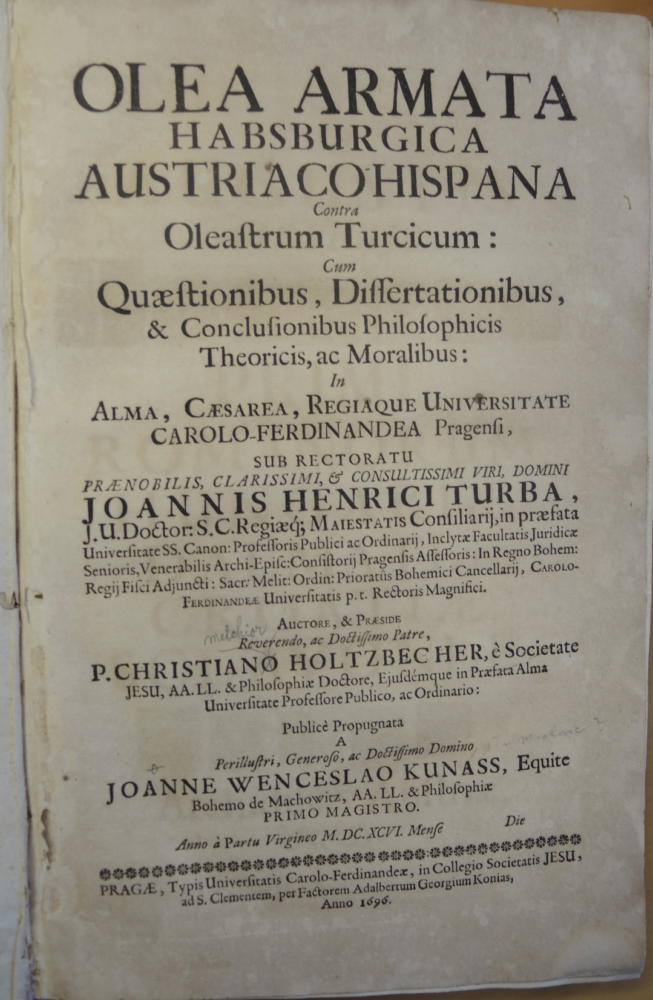 OLEA ARMATA
HABSBURGICA
AUSTRIACO-HISPANA
Contra
Oleaſtrum Turcicum :
Cum
Quæſtionibus, Diſſertationibus,
& Concluſionibus Philoſophicis
Theoricis, ac Moralibus:
In
ALMA, CÆSAREA, REGIAQUE UNIVERSITATE
CAROLO-FERDINANDEA Pragenſi,
SUB RECTORATU
PRÆNOBILIS, CLARISSIMI, & CONSULTISSIMI VIRI, DOMINI
JOANNIS HENRICI TURBA,
J.U.Doctor: S.C.Regiæq́; MAIESTATIS Conſiliarij, in præfata
Univerſitate SS. Canon: Profeſſoris Publici ac Ordinarij, Inclytæ Facultatis Juridicæ
Senioris, Venerabilis Archi-Epiſc: Conſiſtorij Pragenſis Aſſeſſoris: In Regno Bohem:
Regij Fiſci Adjuncti: Sacr: Melit: Ordin: Prioratûs Bohemici Cancellarij, CAROLO-
FERDINANDEÆ Univerſitatis p. t. Rectoris Magnifici.
AUCTORE, & PRÆSIDE
melchior
Reverendo, ac Doctiſſimo Patre,
P. CHRISTIANO HOLTZBECHER, è Societate
JESU, AA. LL. & Philoſophiæ Doctore, Ejuſdémque in Præfata Alma
Univerſitate Profeſſore Publico, ac Ordinario:
Publicè Propugnata
A
Perilluſtri, Generoſo, ac Doctiſſimo Domino
JOANNE WENCESLAO KUNASS, Equite
Bohemo de Machowitz, AA. LL. & Philoſophiæ
PRIMO MAGISTRO.
Anno à Partu Virgineo M. DC. XCVI. Menſe Die
PRAGÆ, Typis Univerſitatis Carolo-Ferdinandeæ, in Collegio Societatis JESU,
ad S. Clementem, per Factorem Adalbertum Georgium Konias,
Anno 1696.